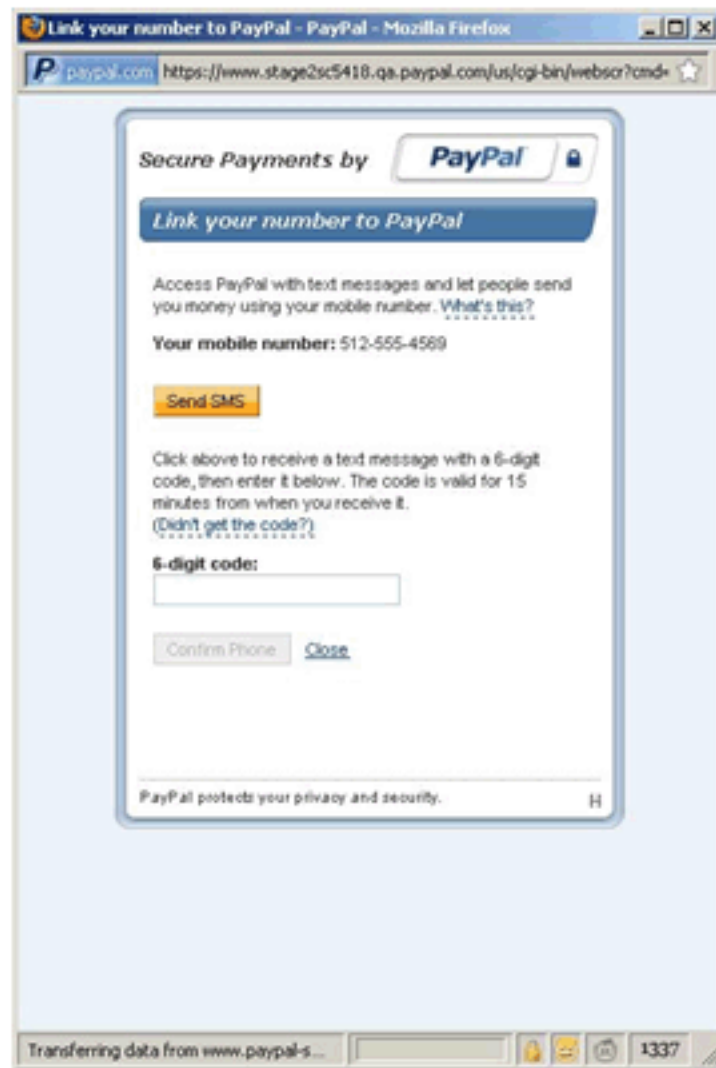 Link your number to PayPal - PayPal - Mozilla Firefox
paypal.com https://www.stage2sc5418.qa.paypal.com/us/cgi-bin/webscr?cmd=
Secure Payments by PayPal
Link your number to PayPal
Access PayPal with text messages and let people send
you money using your mobile number. What's this?
Your mobile number: 512-555-4569
Send SMS
Click above to receive a text message with a 6-digit
code, then enter it below. The code is valid for 15
minutes from when you receive it.
(Didn't get the code?)
6-digit code:
Confirm Phone Close
PayPal protects your privacy and security. H
Transferring data from www.paypal-s... 1337